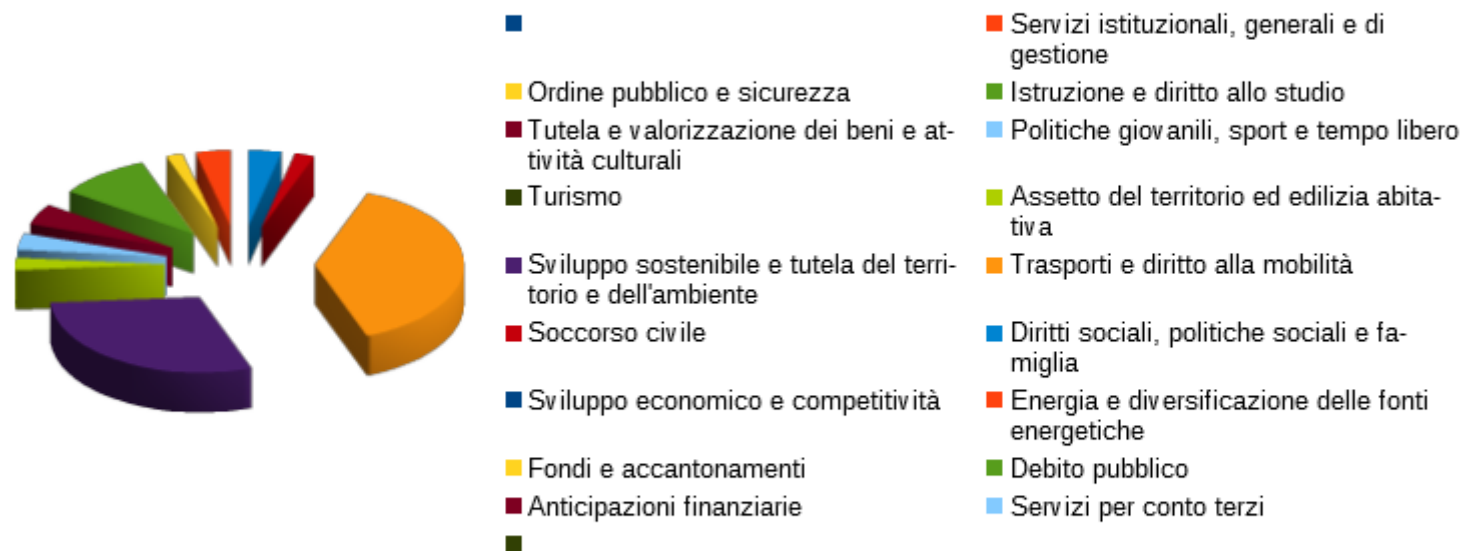 Servizi istituzionali, generali e di
gestione
Ordine pubblico e sicurezza
Istruzione e diritto allo studio
Tutela e valorizzazione dei beni e at-
tività culturali
Politiche giovanili, sport e tempo libero
Turismo
Assetto del territorio ed edilizia abita-
tiva
Sviluppo sostenibile e tutela del terri-
torio e dell'ambiente
Trasporti e diritto alla mobilità
Soccorso civile
Diritti sociali, politiche sociali e fa-
miglia
Sviluppo economico e competitività
Energia e diversificazione delle fonti
energetiche
Fondi e accantonamenti
Debito pubblico
Anticipazioni finanziarie
Servizi per conto terzi